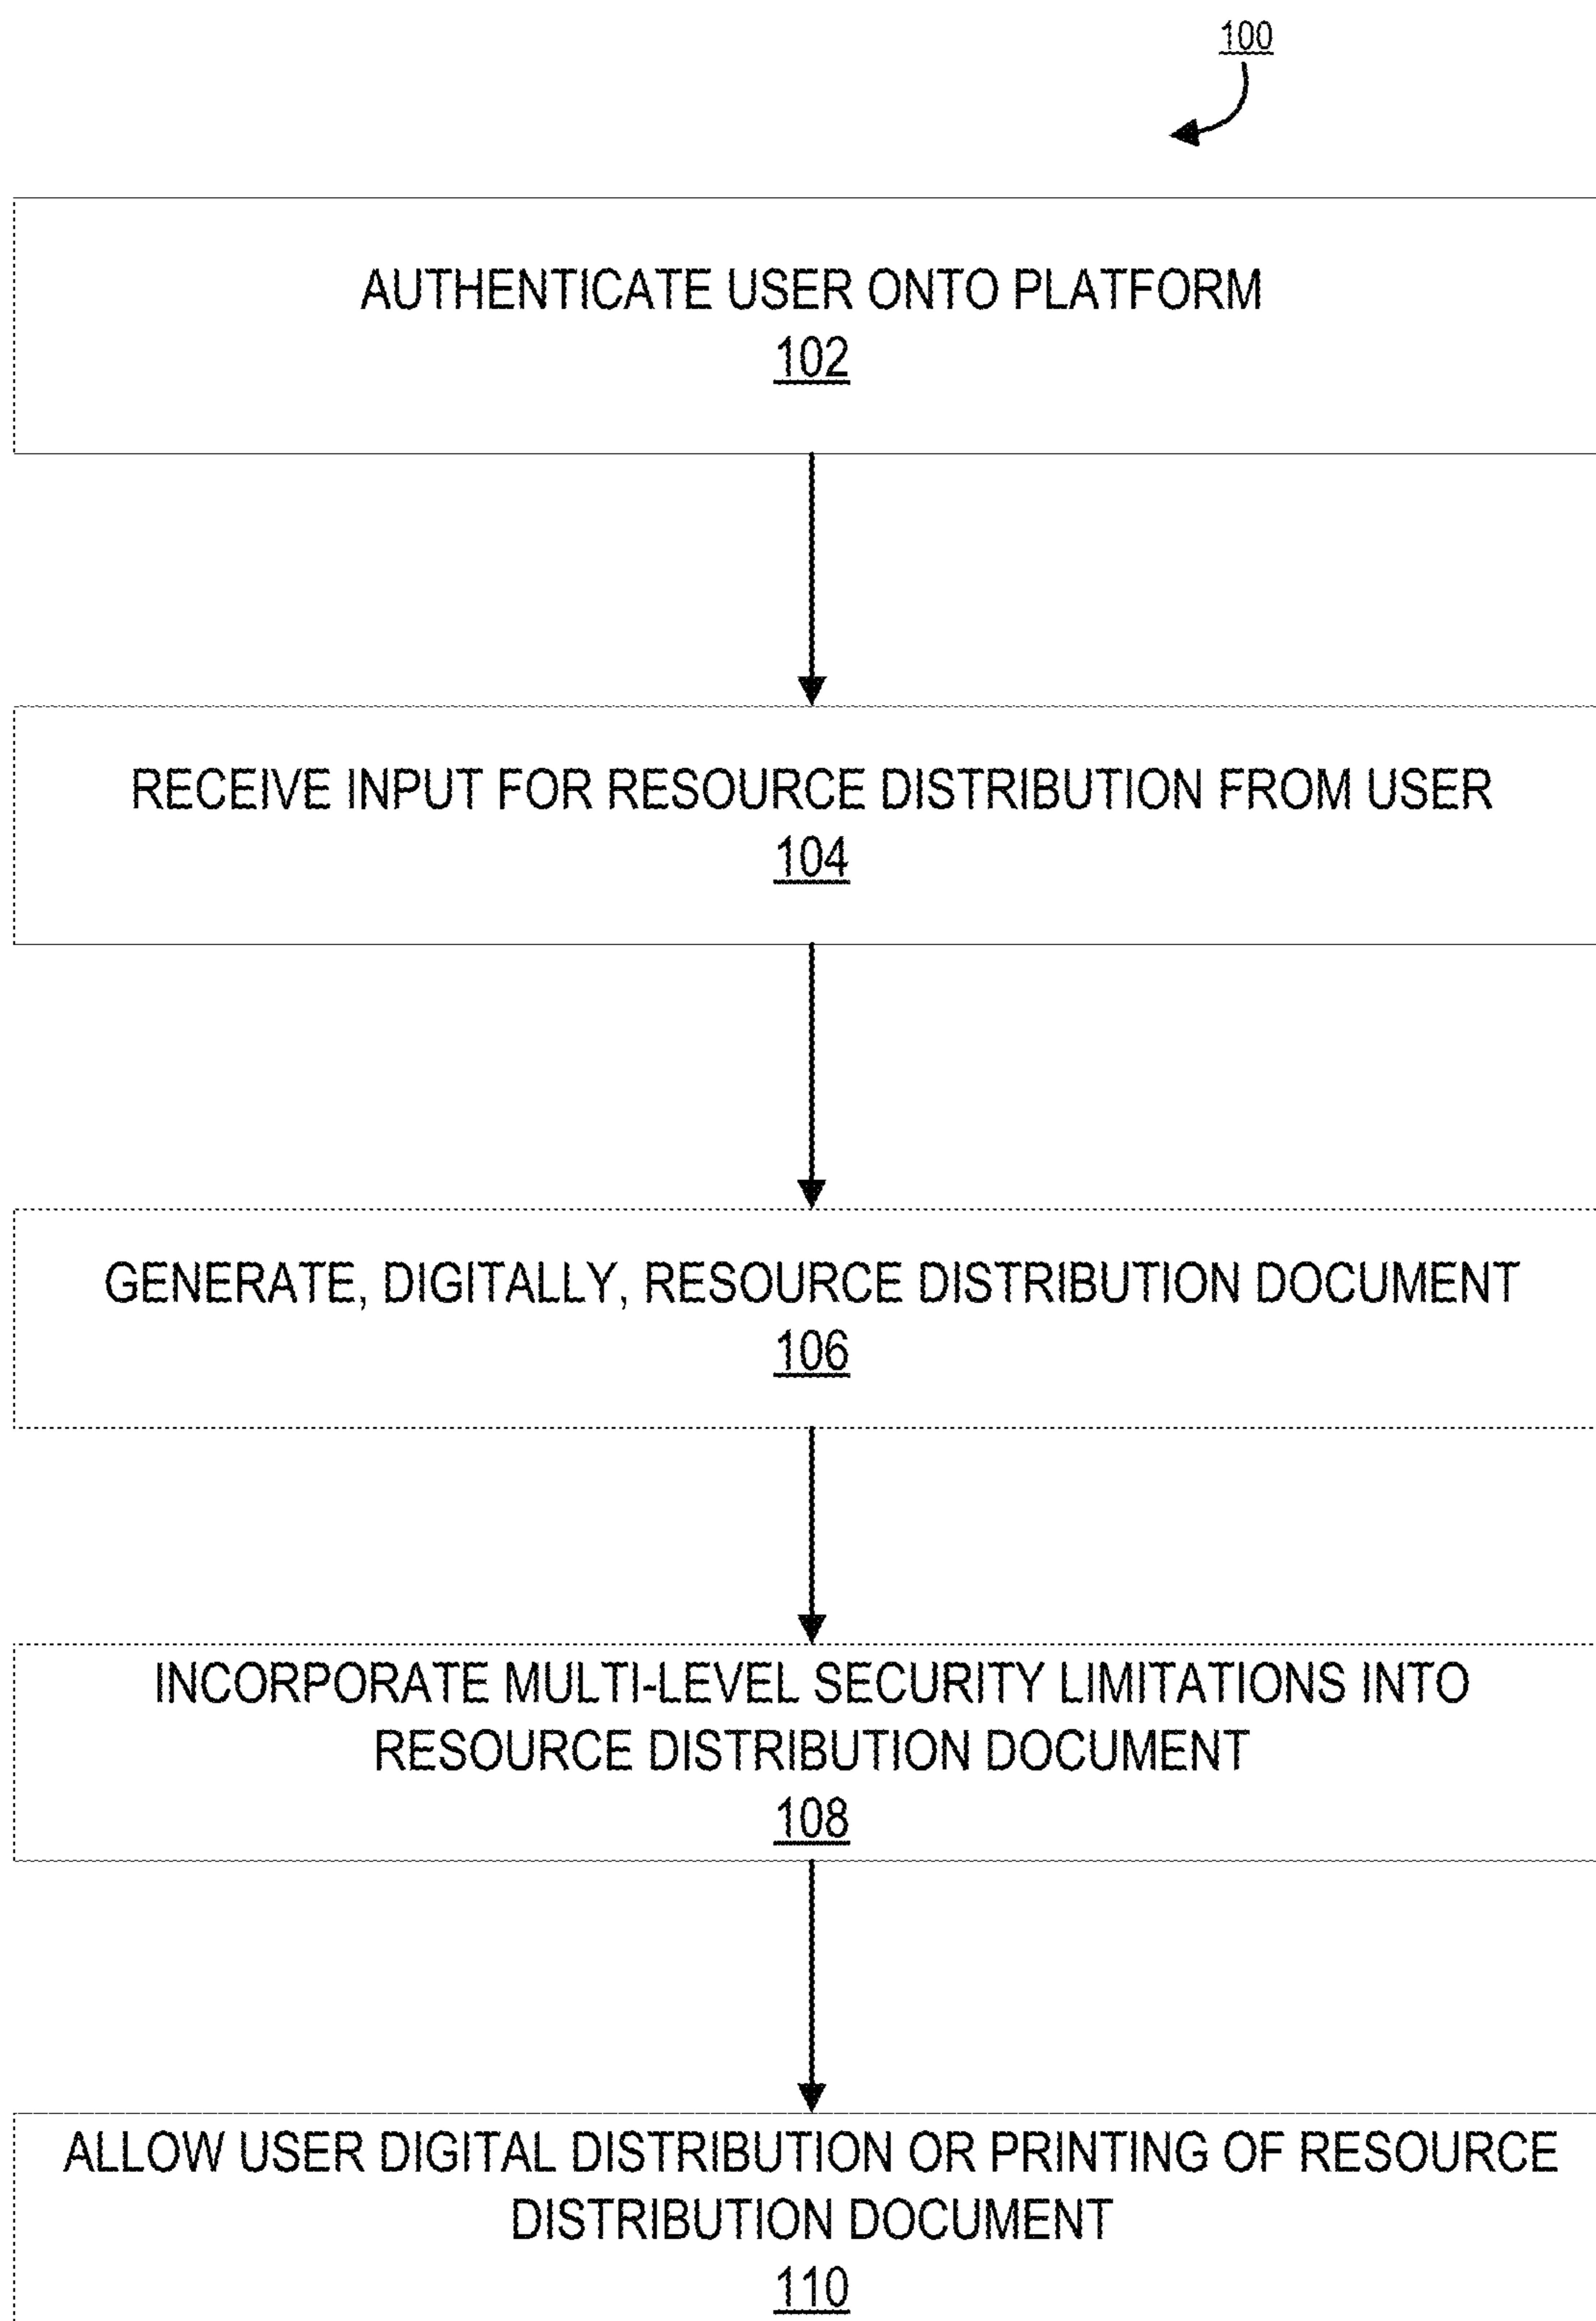 100
AUTHENTICATE USER ONTO PLATFORM
102
RECEIVE INPUT FOR RESOURCE DISTRIBUTION FROM USER
104
GENERATE, DIGITALLY, RESOURCE DISTRIBUTION DOCUMENT
106
INCORPORATE MULTI-LEVEL SECURITY LIMITATIONS INTO
RESOURCE DISTRIBUTION DOCUMENT
108
ALLOW USER DIGITAL DISTRIBUTION OR PRINTING OF RESOURCE
DISTRIBUTION DOCUMENT
110